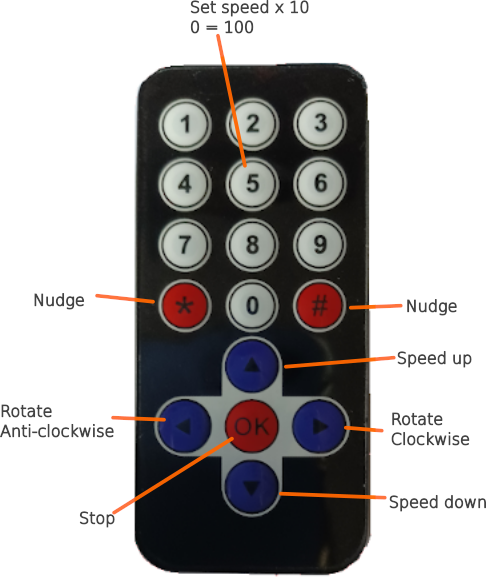 Set speed x 10
0 = 100
1 2 3
4 5 6
7 8 9
Nudge * 0 # Nudge
Speed up
Rotate
Anti-clockwise
OK
Rotate
Clockwise
Stop
Speed down